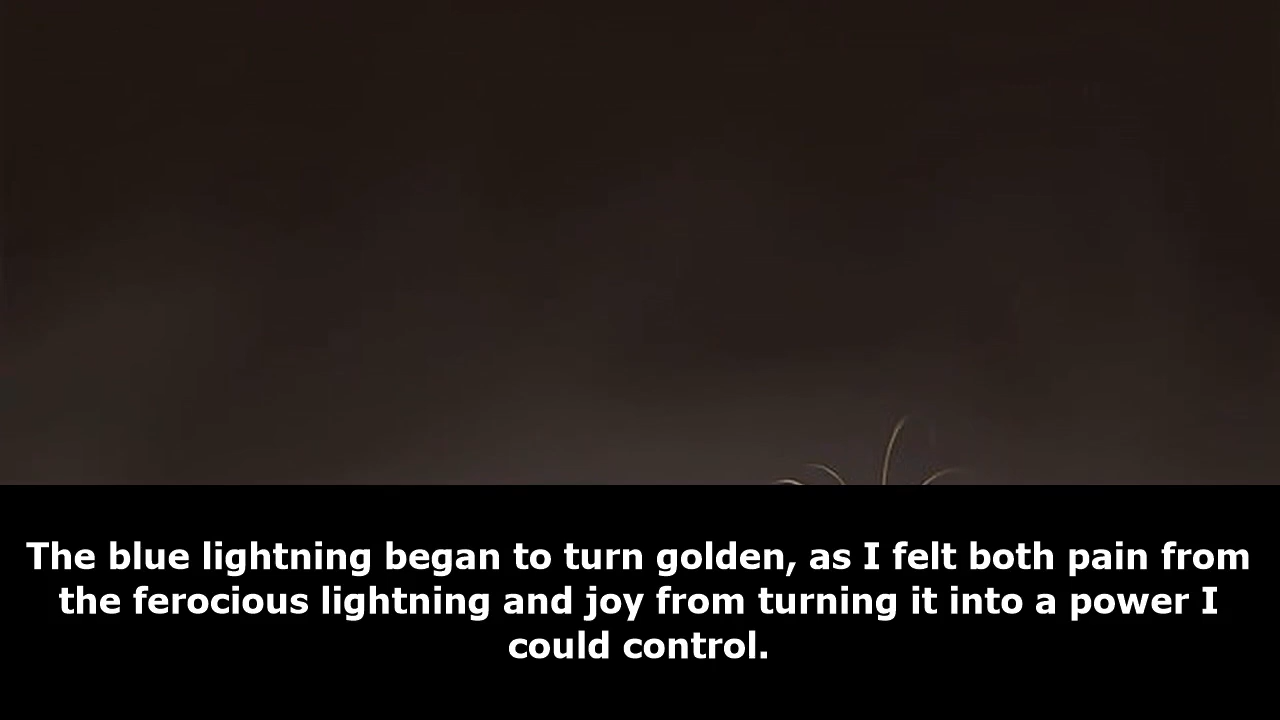 The blue lightning began to turn golden, as I felt both pain from
the ferocious lightning and joy from turning it into a power I
could control.